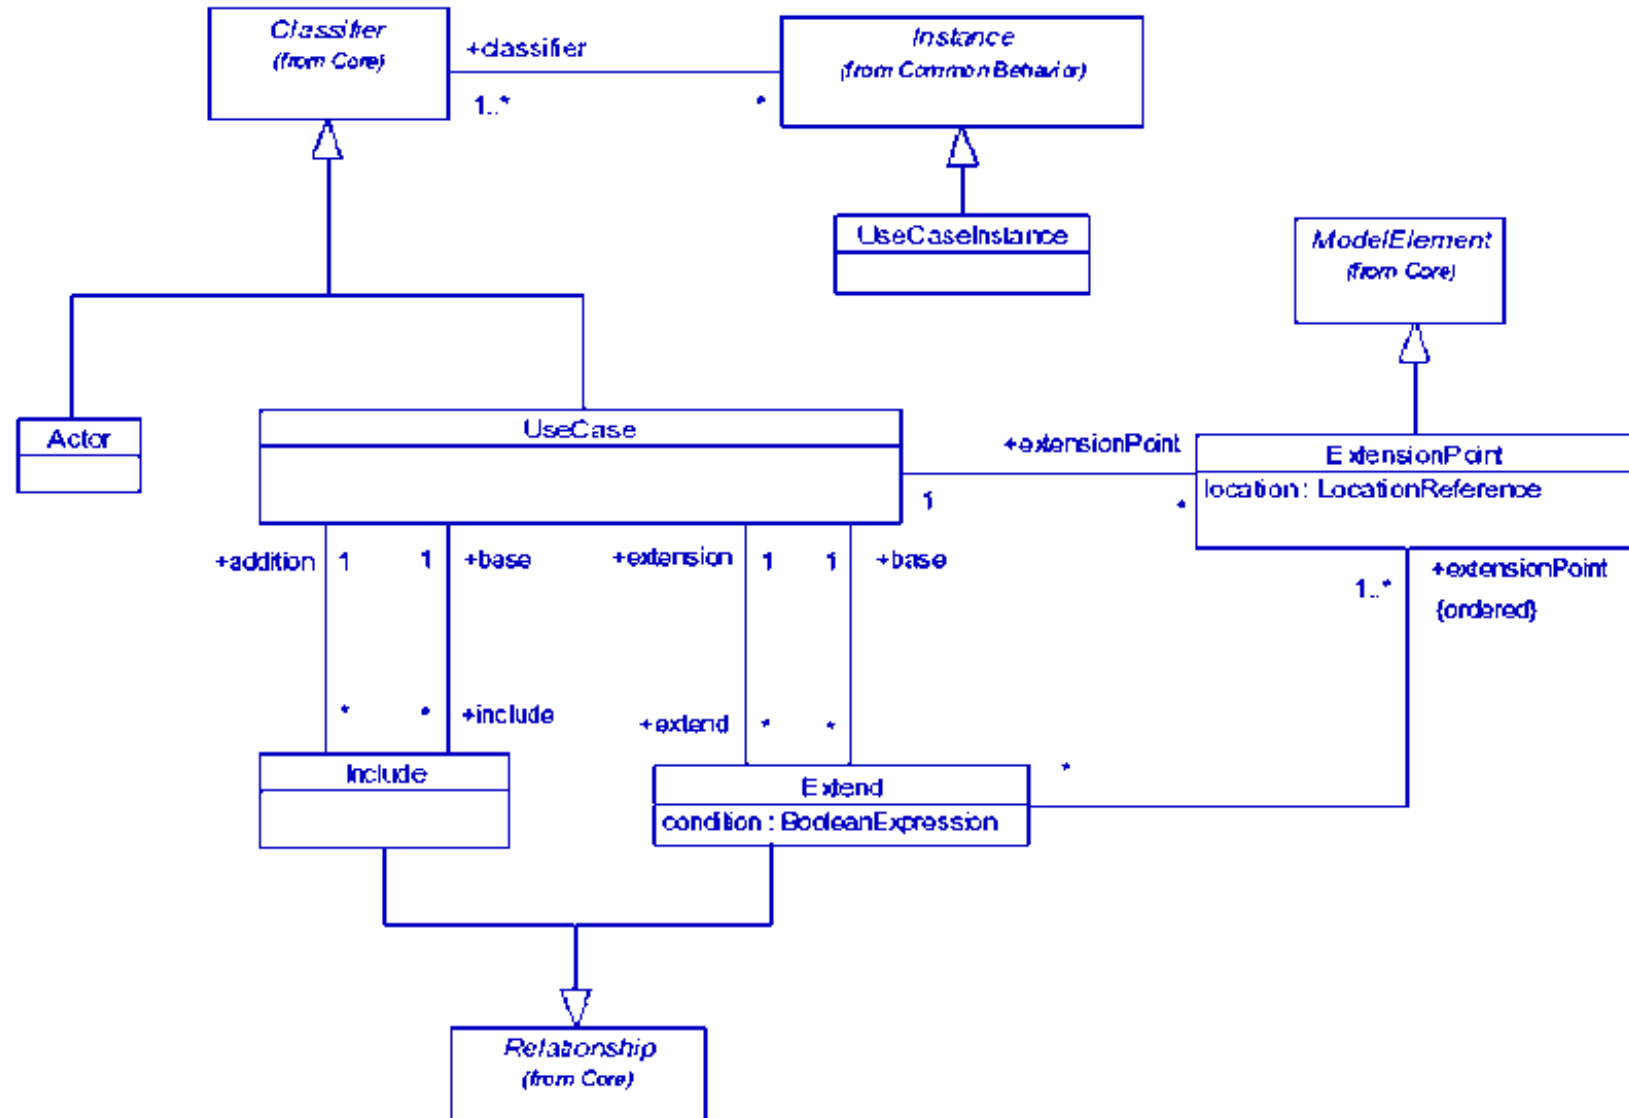 Classifier
(from Core)
+classifier
1..*
*
Instance
(from Common Behavior)
UseCaseInstance
ModelElement
(from Core)
Actor
UseCase
+extensionPoint
1
*
ExtensionPoint
location : LocationReference
+addition
1
1
+base
+extension
1
1
+base
1..*
+extensionPoint
{ordered}
*
*
+include
+extend
*
*
Include
Extend
condition : BooleanExpression
*
Relationship
(from Core)